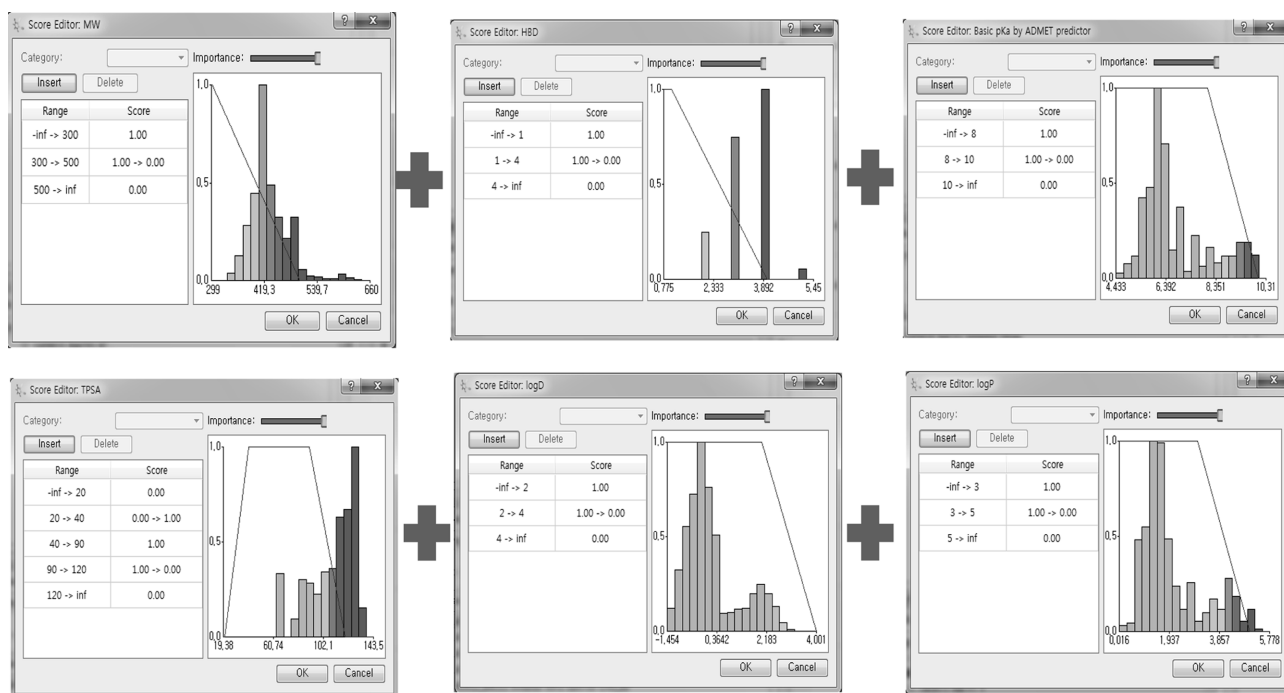 Score Editor: MW
Category:
Importance:
Insert Delete
Range Score
-inf -> 300 1.00
300 -> 500 1.00 -> 0.00
500 -> inf 0.00
1,0
0,5
0,0
299 419,3 539,7 660
OK Cancel
Score Editor: HBD
Category:
Importance:
Insert Delete
Range Score
-inf -> 1 1.00
1 -> 4 1.00 -> 0.00
4 -> inf 0.00
1,0
0,5
0,0
0,775 2,333 3,892 5,45
OK Cancel
Score Editor: Basic pKa by ADMET predictor
Category:
Importance:
Insert Delete
Range Score
-inf -> 8 1.00
8 -> 10 1.00 -> 0.00
10 -> inf 0.00
1,0
0,5
0,0
4,433 6,392 8,351 10,31
OK Cancel
Score Editor: TPSA
Category:
Importance:
Insert Delete
Range Score
-inf -> 20 0.00
20 -> 40 0.00 -> 1.00
40 -> 90 1.00
90 -> 120 1.00 -> 0.00
120 -> inf 0.00
1,0
0,5
0,0
19,38 60,74 102,1 143,5
OK Cancel
Score Editor: logD
Category:
Importance:
Insert Delete
Range Score
-inf -> 2 1.00
2 -> 4 1.00 -> 0.00
4 -> inf 0.00
1,0
0,5
0,0
-1,454 0,3642 2,183 4,001
OK Cancel
Score Editor: logP
Category:
Importance:
Insert Delete
Range Score
-inf -> 3 1.00
3 -> 5 1.00 -> 0.00
5 -> inf 0.00
1,0
0,5
0,0
0,016 1,937 3,857 5,778
OK Cancel